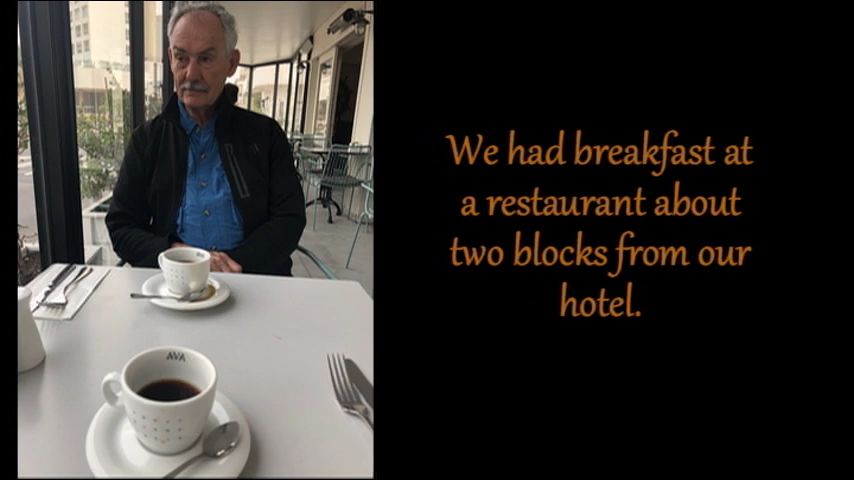 We had breakfast at
a restaurant about
two blocks from our
hotel.
AVA